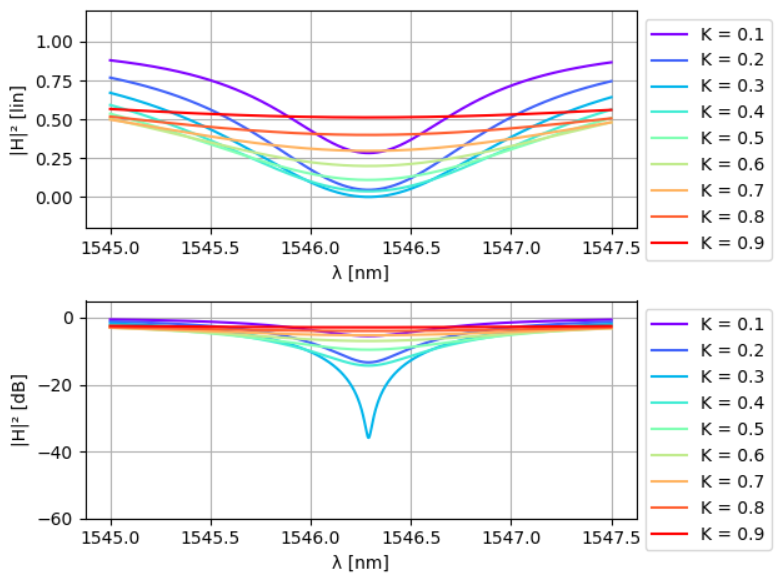 1.00
0.75
0.50
0.25
0.00
|H|² [lin]
1545.0 1545.5 1546.0 1546.5 1547.0 1547.5
λ [nm]
K = 0.1
K = 0.2
K = 0.3
K = 0.4
K = 0.5
K = 0.6
K = 0.7
K = 0.8
K = 0.9
0
−20
−40
−60
|H|² [dB]
1545.0 1545.5 1546.0 1546.5 1547.0 1547.5
λ [nm]
K = 0.1
K = 0.2
K = 0.3
K = 0.4
K = 0.5
K = 0.6
K = 0.7
K = 0.8
K = 0.9